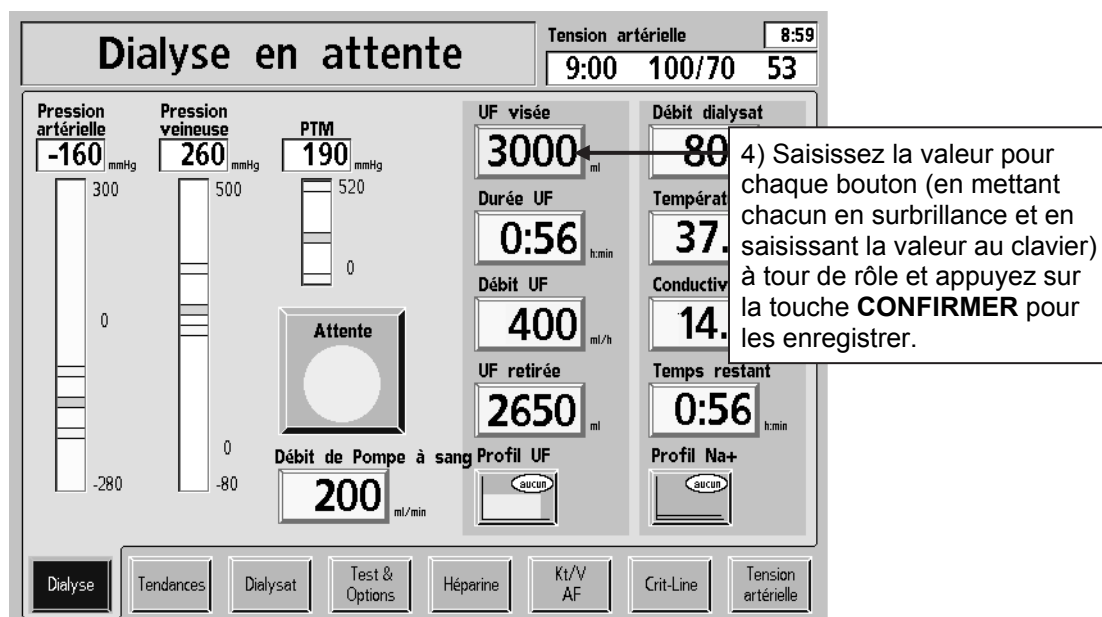 Dialyse en attente
Tension artérielle 8:59
9:00 100/70 53
Pression artérielle
-160 mmHg
300
0
-280
Pression veineuse
260 mmHg
500
0
-80
PTM
190 mmHg
520
0
Attente
Débit de Pompe à sang
200 ml/min
UF visée
3000 ml
Durée UF
0:56 h:min
Débit UF
400 ml/h
UF retirée
2650 ml
Profil UF
aucun
Débit dialysat
80
Températ
37.
Conductiv
14.
Temps restant
0:56 h:min
Profil Na+
aucun
4) Saisissez la valeur pour
chaque bouton (en mettant
chacun en surbrillance et en
saisissant la valeur au clavier)
à tour de rôle et appuyez sur
la touche CONFIRMER pour
les enregistrer.
Dialyse
Tendances
Dialysat
Test &
Options
Héparine
Kt/V
AF
Crit-Line
Tension
artérielle